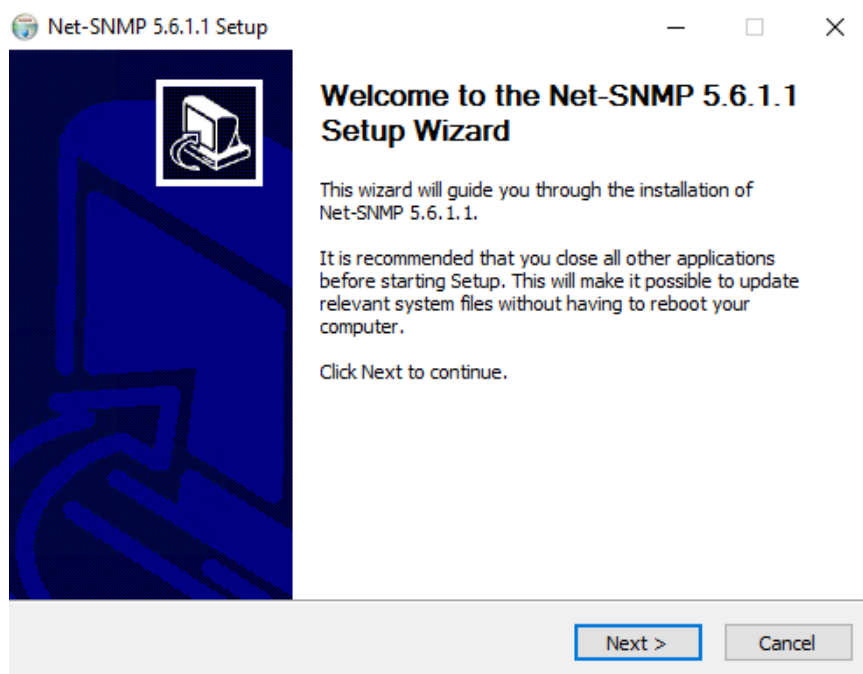 Net-SNMP 5.6.1.1 Setup
Welcome to the Net-SNMP 5.6.1.1
Setup Wizard
This wizard will guide you through the installation of
Net-SNMP 5.6.1.1.
It is recommended that you close all other applications
before starting Setup. This will make it possible to update
relevant system files without having to reboot your
computer.
Click Next to continue.
Next >
Cancel